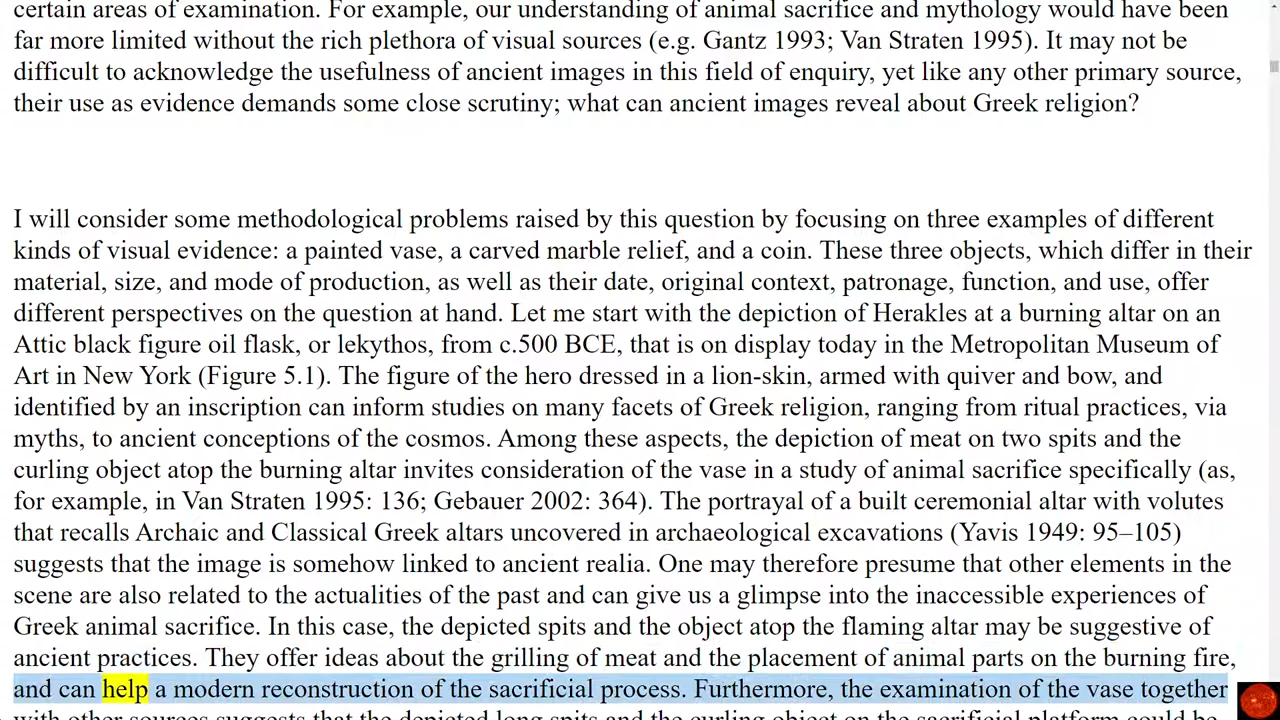 certain areas of examination. For example, our understanding of animal sacrifice and mythology would have been
far more limited without the rich plethora of visual sources (e.g. Gantz 1993; Van Straten 1995). It may not be
difficult to acknowledge the usefulness of ancient images in this field of enquiry, yet like any other primary source,
their use as evidence demands some close scrutiny; what can ancient images reveal about Greek religion?
I will consider some methodological problems raised by this question by focusing on three examples of different
kinds of visual evidence: a painted vase, a carved marble relief, and a coin. These three objects, which differ in their
material, size, and mode of production, as well as their date, original context, patronage, function, and use, offer
different perspectives on the question at hand. Let me start with the depiction of Herakles at a burning altar on an
Attic black figure oil flask, or lekythos, from c.500 BCE, that is on display today in the Metropolitan Museum of
Art in New York (Figure 5.1). The figure of the hero dressed in a lion-skin, armed with quiver and bow, and
identified by an inscription can inform studies on many facets of Greek religion, ranging from ritual practices, via
myths, to ancient conceptions of the cosmos. Among these aspects, the depiction of meat on two spits and the
curling object atop the burning altar invites consideration of the vase in a study of animal sacrifice specifically (as,
for example, in Van Straten 1995: 136; Gebauer 2002: 364). The portrayal of a built ceremonial altar with volutes
that recalls Archaic and Classical Greek altars uncovered in archaeological excavations (Yavis 1949: 95–105)
suggests that the image is somehow linked to ancient realia. One may therefore presume that other elements in the
scene are also related to the actualities of the past and can give us a glimpse into the inaccessible experiences of
Greek animal sacrifice. In this case, the depicted spits and the object atop the flaming altar may be suggestive of
ancient practices. They offer ideas about the grilling of meat and the placement of animal parts on the burning fire,
and can help a modern reconstruction of the sacrificial process. Furthermore, the examination of the vase together
with other sources suggests that the depicted long spits and the curling object on the sacrificial platform could be